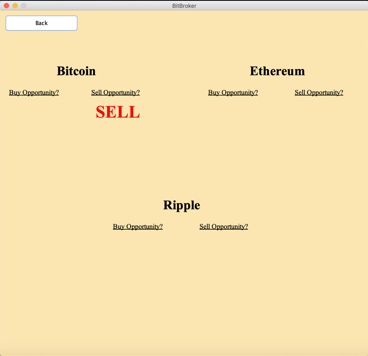 BitBroker
Back
Bitcoin Ethereum
Buy Opportunity? Sell Opportunity? Buy Opportunity? Sell Opportunity?
SELL
Ripple
Buy Opportunity? Sell Opportunity?